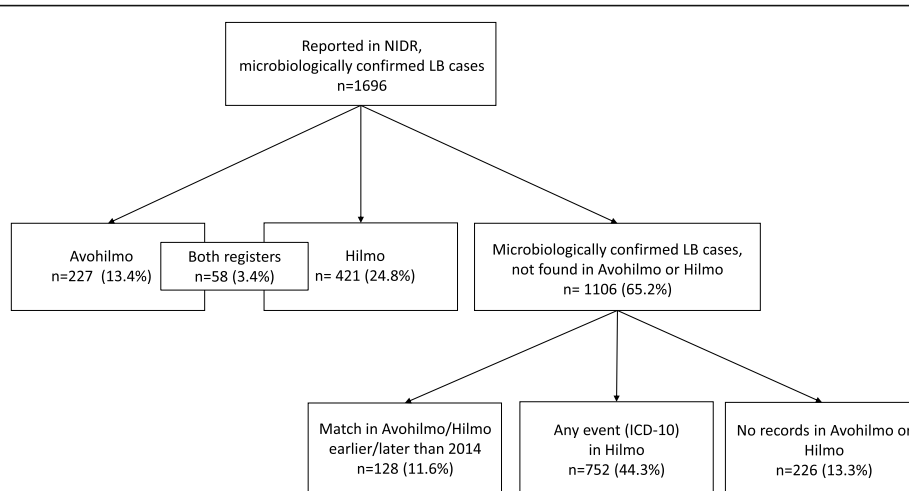 Reported in NIDR,
microbiologically confirmed LB cases
n=1696
Avohilmo
n=227 (13.4%)
Both registers
n=58 (3.4%)
Hilmo
n= 421 (24.8%)
Microbiologically confirmed LB cases,
not found in Avohilmo or Hilmo
n= 1106 (65.2%)
Match in Avohilmo/Hilmo
earlier/later than 2014
n=128 (11.6%)
Any event (ICD-10)
in Hilmo
n=752 (44.3%)
No records in Avohilmo or
Hilmo
n=226 (13.3%)